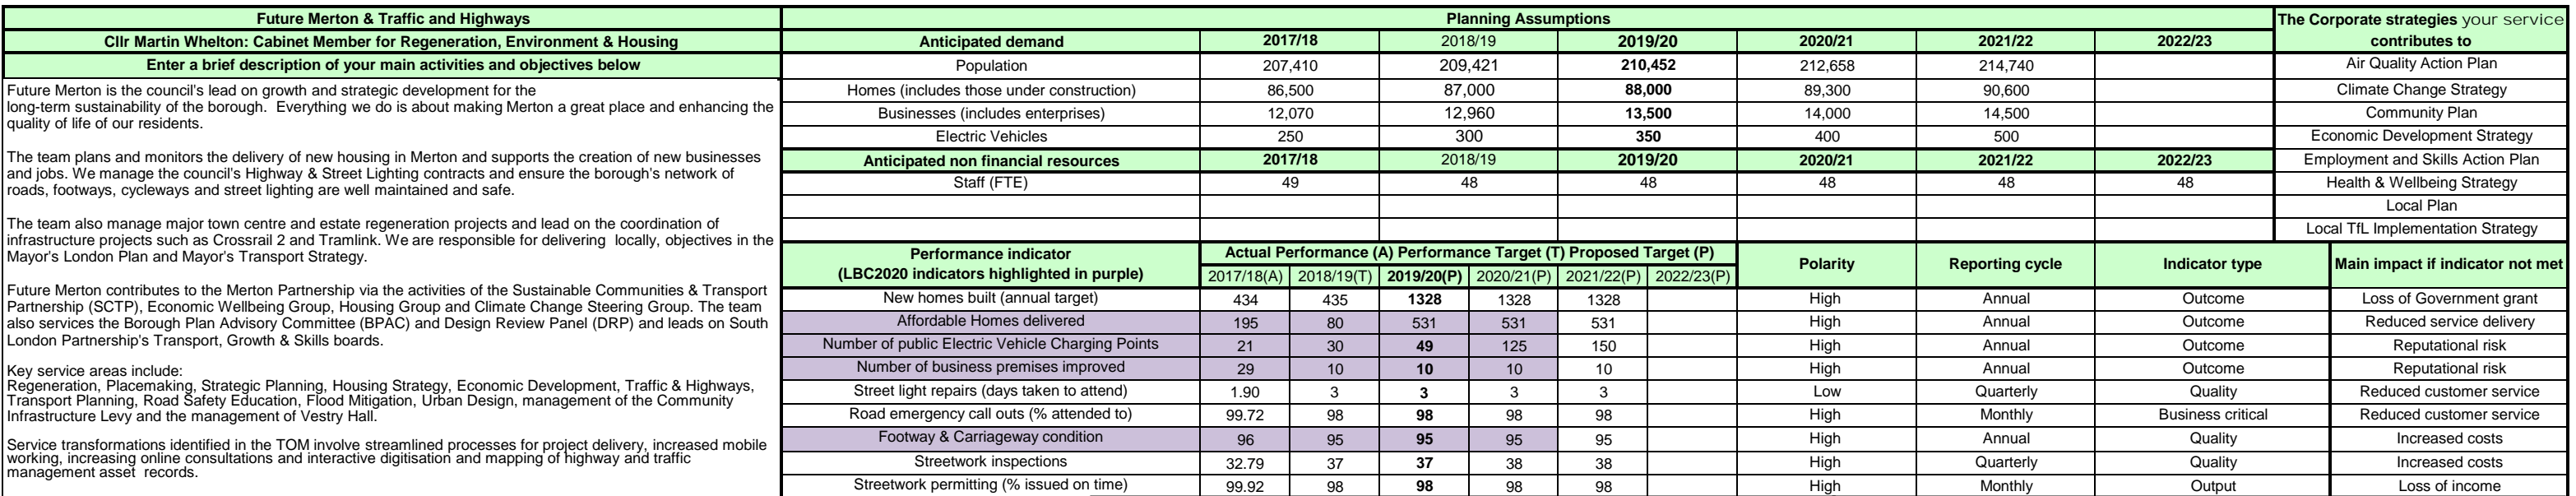 Future Merton & Traffic and Highways
Cllr Martin Whelton: Cabinet Member for Regeneration, Environment & Housing
Enter a brief description of your main activities and objectives below
Future Merton is the council's lead on growth and strategic development for the
long-term sustainability of the borough. Everything we do is about making Merton a great place and enhancing the
quality of life of our residents.
The team plans and monitors the delivery of new housing in Merton and supports the creation of new businesses
and jobs. We manage the council's Highway & Street Lighting contracts and ensure the borough's network of
roads, footways, cycleways and street lighting are well maintained and safe.
The team also manage major town centre and estate regeneration projects and lead on the coordination of
infrastructure projects such as Crossrail 2 and Tramlink. We are responsible for delivering locally, objectives in the
Mayor's London Plan and Mayor's Transport Strategy.
Future Merton contributes to the Merton Partnership via the activities of the Sustainable Communities & Transport
Partnership (SCTP), Economic Wellbeing Group, Housing Group and Climate Change Steering Group. The team
also services the Borough Plan Advisory Committee (BPAC) and Design Review Panel (DRP) and leads on South
London Partnership's Transport, Growth & Skills boards.
Key service areas include:
Regeneration, Placemaking, Strategic Planning, Housing Strategy, Economic Development, Traffic & Highways,
Transport Planning, Road Safety Education, Flood Mitigation, Urban Design, management of the Community
Infrastructure Levy and the management of Vestry Hall.
Service transformations identified in the TOM involve streamlined processes for project delivery, increased mobile
working, increasing online consultations and interactive digitisation and mapping of highway and traffic
management asset records.
Planning Assumptions
Anticipated demand 2017/18 2018/19 2019/20 2020/21 2021/22 2022/23
Population 207,410 209,421 210,452 212,658 214,740
Homes (includes those under construction) 86,500 87,000 88,000 89,300 90,600
Businesses (includes enterprises) 12,070 12,960 13,500 14,000 14,500
Electric Vehicles 250 300 350 400 500
Anticipated non financial resources 2017/18 2018/19 2019/20 2020/21 2021/22 2022/23
Staff (FTE) 49 48 48 48 48 48
The Corporate strategies your service
contributes to
Air Quality Action Plan
Climate Change Strategy
Community Plan
Economic Development Strategy
Employment and Skills Action Plan
Health & Wellbeing Strategy
Local Plan
Local TfL Implementation Strategy
Performance indicator
(LBC2020 indicators highlighted in purple)
Actual Performance (A) Performance Target (T) Proposed Target (P)
2017/18(A) 2018/19(T) 2019/20(P) 2020/21(P) 2021/22(P) 2022/23(P)
Polarity Reporting cycle Indicator type Main impact if indicator not met
New homes built (annual target) 434 435 1328 1328 1328 High Annual Outcome Loss of Government grant
Affordable Homes delivered 195 80 531 531 531 High Annual Outcome Reduced service delivery
Number of public Electric Vehicle Charging Points 21 30 49 125 150 High Annual Outcome Reputational risk
Number of business premises improved 29 10 10 10 10 High Annual Outcome Reputational risk
Street light repairs (days taken to attend) 1.90 3 3 3 3 Low Quarterly Quality Reduced customer service
Road emergency call outs (% attended to) 99.72 98 98 98 98 High Monthly Business critical Reduced customer service
Footway & Carriageway condition 96 95 95 95 95 High Annual Quality Increased costs
Streetwork inspections 32.79 37 37 38 38 High Quarterly Quality Increased costs
Streetwork permitting (% issued on time) 99.92 98 98 98 98 High Monthly Output Loss of income